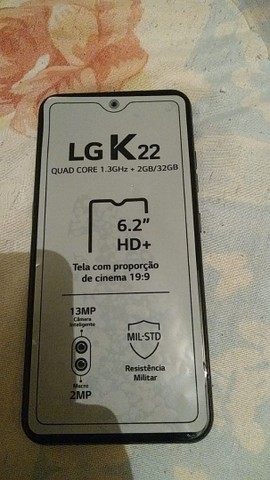 LG K22
QUAD CORE 1.3GHz + 2GB/32GB
6.2"
HD+
Tela com proporção
de cinema 19:9
13MP
Câmera
Inteligente
Macro
2MP
MIL-STD
Resistência
Militar